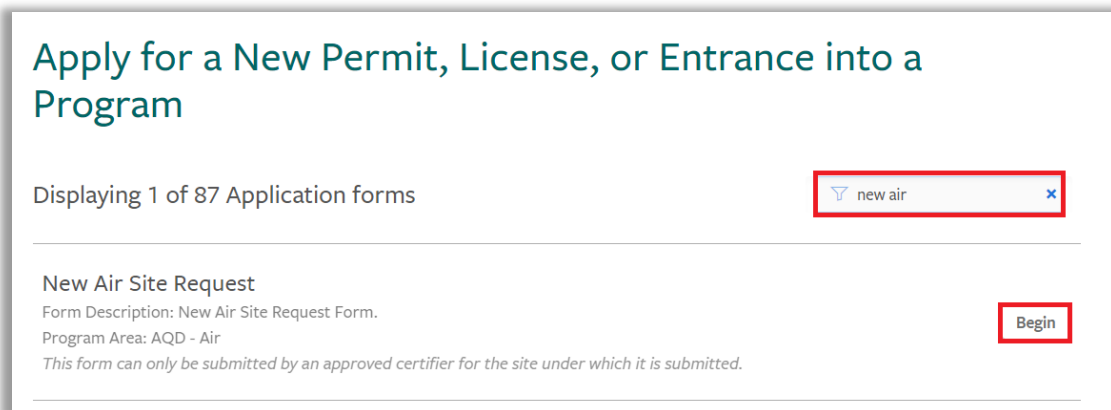 Apply for a New Permit, License, or Entrance into a
Program
Displaying 1 of 87 Application forms
new air
New Air Site Request
Form Description: New Air Site Request Form.
Program Area: AQD - Air
This form can only be submitted by an approved certifier for the site under which it is submitted.
Begin